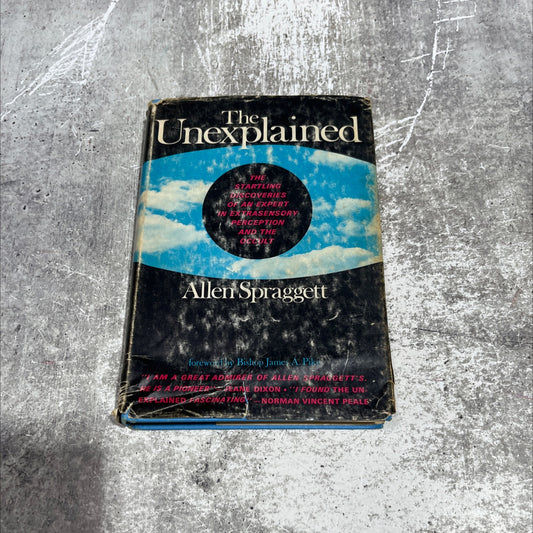 The
Unexplained
THE
STARTLING
DISCOVERIES
OF AN EXPERT
IN EXTRASENSORY
PERCEPTION
AND THE
OCCULT
Allen Spraggett
foreword by Bishop James A. Pike
"I AM A GREAT ADMIRER OF ALLEN SPRAGGETT'S.
HE IS A PIONEER"—JEANE DIXON • "I FOUND THE UN-
EXPLAINED FASCINATING"—NORMAN VINCENT PEALE